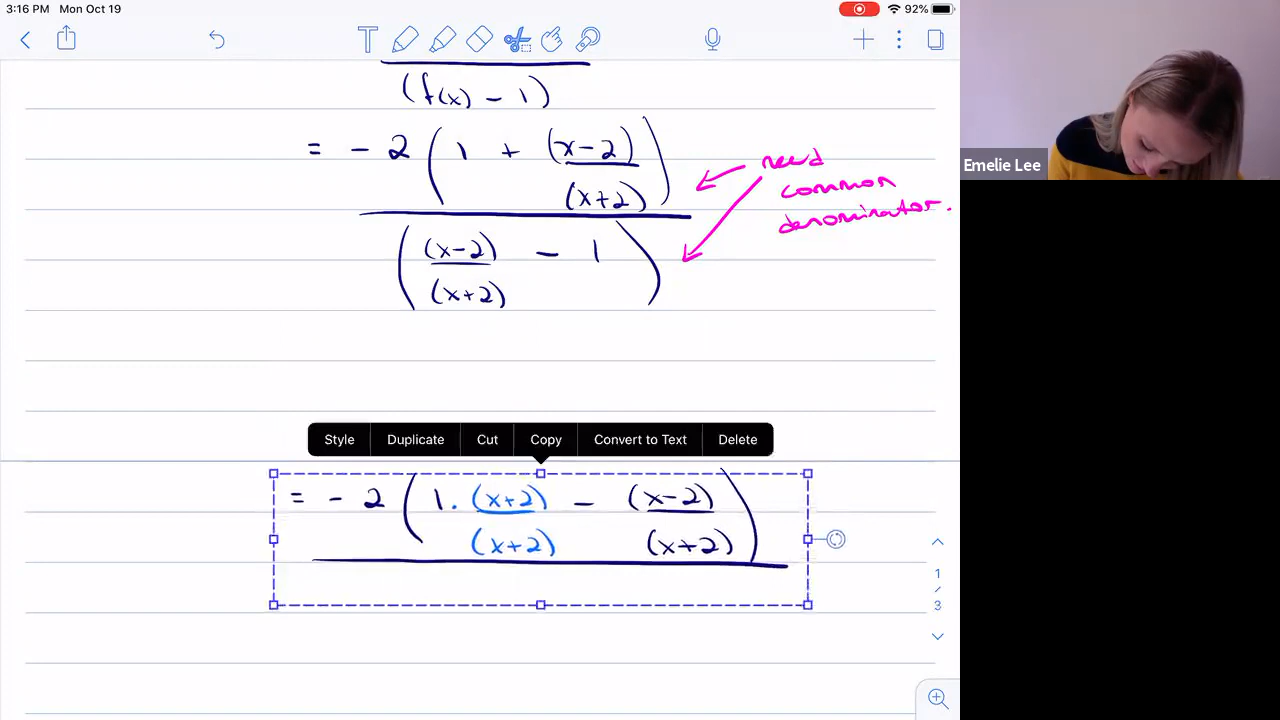 3:16 PM Mon Oct 19
92%
(f(x) - 1)
= - 2 ( 1 + (x-2)
(x+2) )
need
common
denominator.
( (x-2) - 1 )
(x+2)
Emelie Lee
Style Duplicate Cut Copy Convert to Text Delete
= - 2 ( 1 . (x+2) - (x-2)
(x+2) (x+2) )
1
/
3